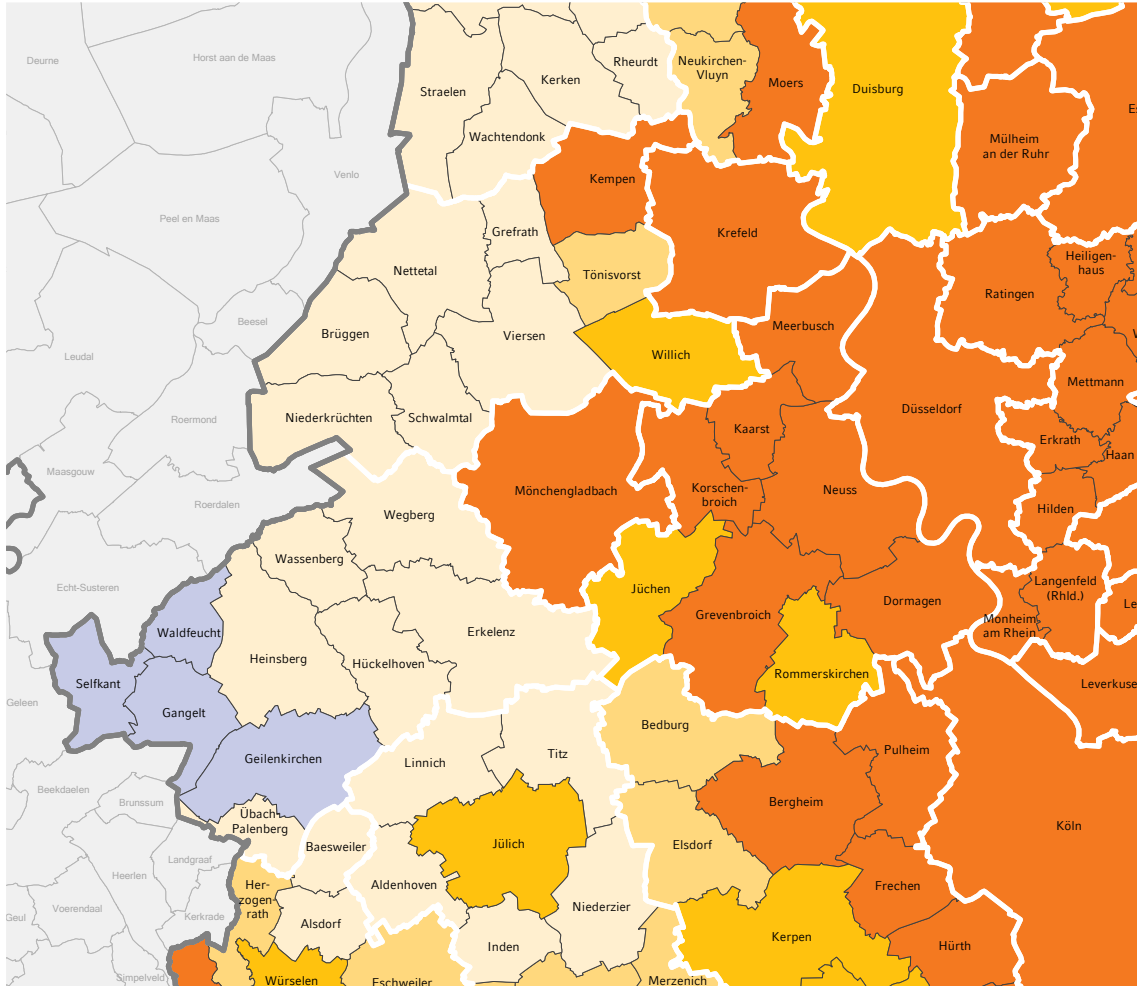 Deurne
Horst aan de Maas
Rheurdt
Neukirchen-
Vluyn
Kerken
Straelen
Moers
Duisburg
Wachtendonk
Mülheim
an der Ruhr
Venlo
Kempen
Peel en Maas
Grefrath
Krefeld
Nettetal
Tönisvorst
Heiligen-
haus
Ratingen
Beesel
Brüggen
Viersen
Meerbusch
Leudal
Willich
Mettmann
Roermond
Niederkrüchten
Schwalmtal
Düsseldorf
Kaarst
Erkrath
Haan
Maasgouw
Mönchengladbach
Korschen-
broich
Neuss
Roerdalen
Wegberg
Hilden
Wassenberg
Echt-Susteren
Jüchen
Langenfeld
(Rhld.)
Grevenbroich
Dormagen
Waldfeucht
Erkelenz
Monheim
am Rhein
Heinsberg
Hückelhoven
Selfkant
Rommerskirchen
Leverkuse
Geleen
Gangelt
Bedburg
Geilenkirchen
Linnich
Titz
Pulheim
Beekdaelen
Brunssum
Bergheim
Übach-
Palenberg
Köln
Baesweiler
Jülich
Elsdorf
Landgraaf
Heerlen
Aldenhoven
Her-
zogen-
rath
Frechen
Voerendaal
Kerkrade
Niederzier
Alsdorf
Geul
Inden
Kerpen
Hürth
Simpelveld
Würselen
Eschweiler
Merzenich